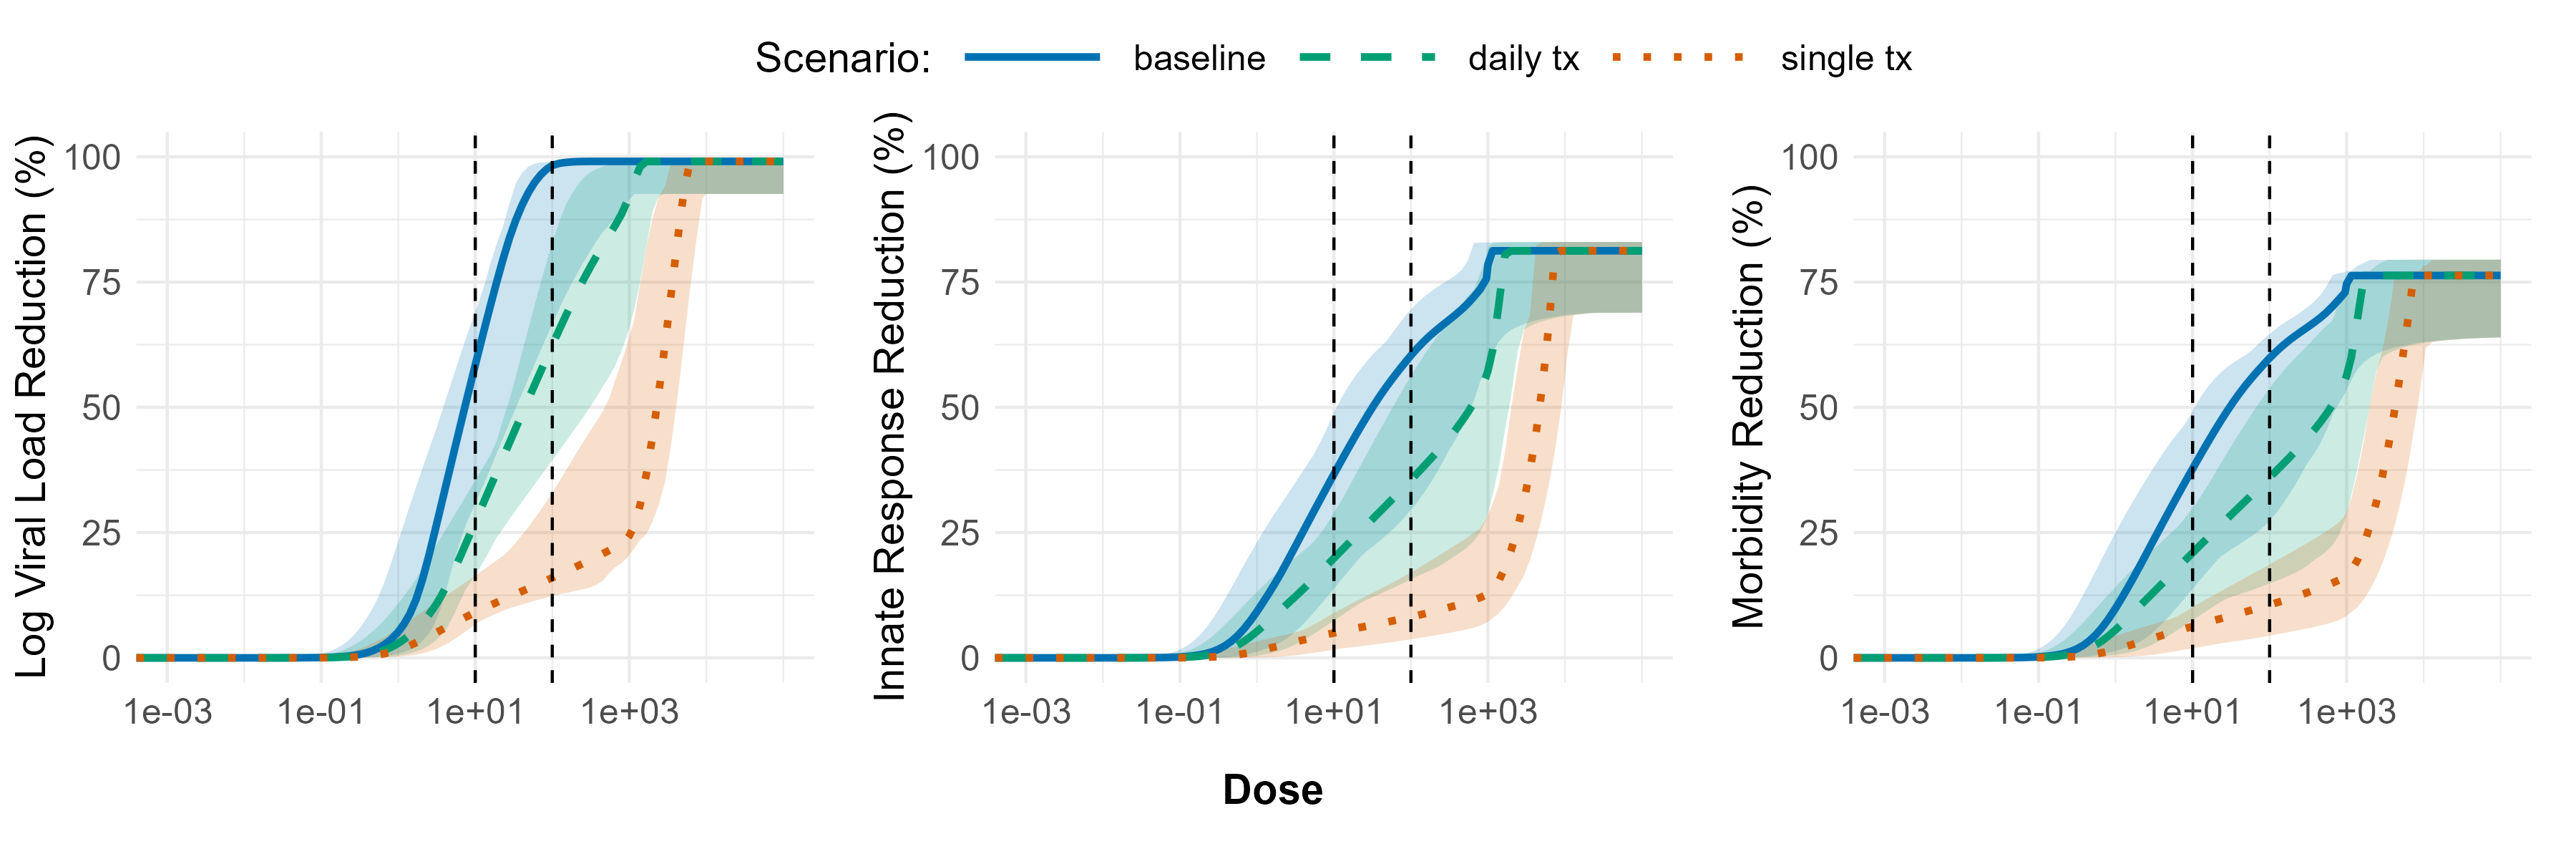 Scenario: baseline daily tx single tx
Log Viral Load Reduction (%)
100
75
50
25
0
1e-03 1e-01 1e+01 1e+03
Innate Response Reduction (%)
100
75
50
25
0
1e-03 1e-01 1e+01 1e+03
Morbidity Reduction (%)
100
75
50
25
0
1e-03 1e-01 1e+01 1e+03
Dose